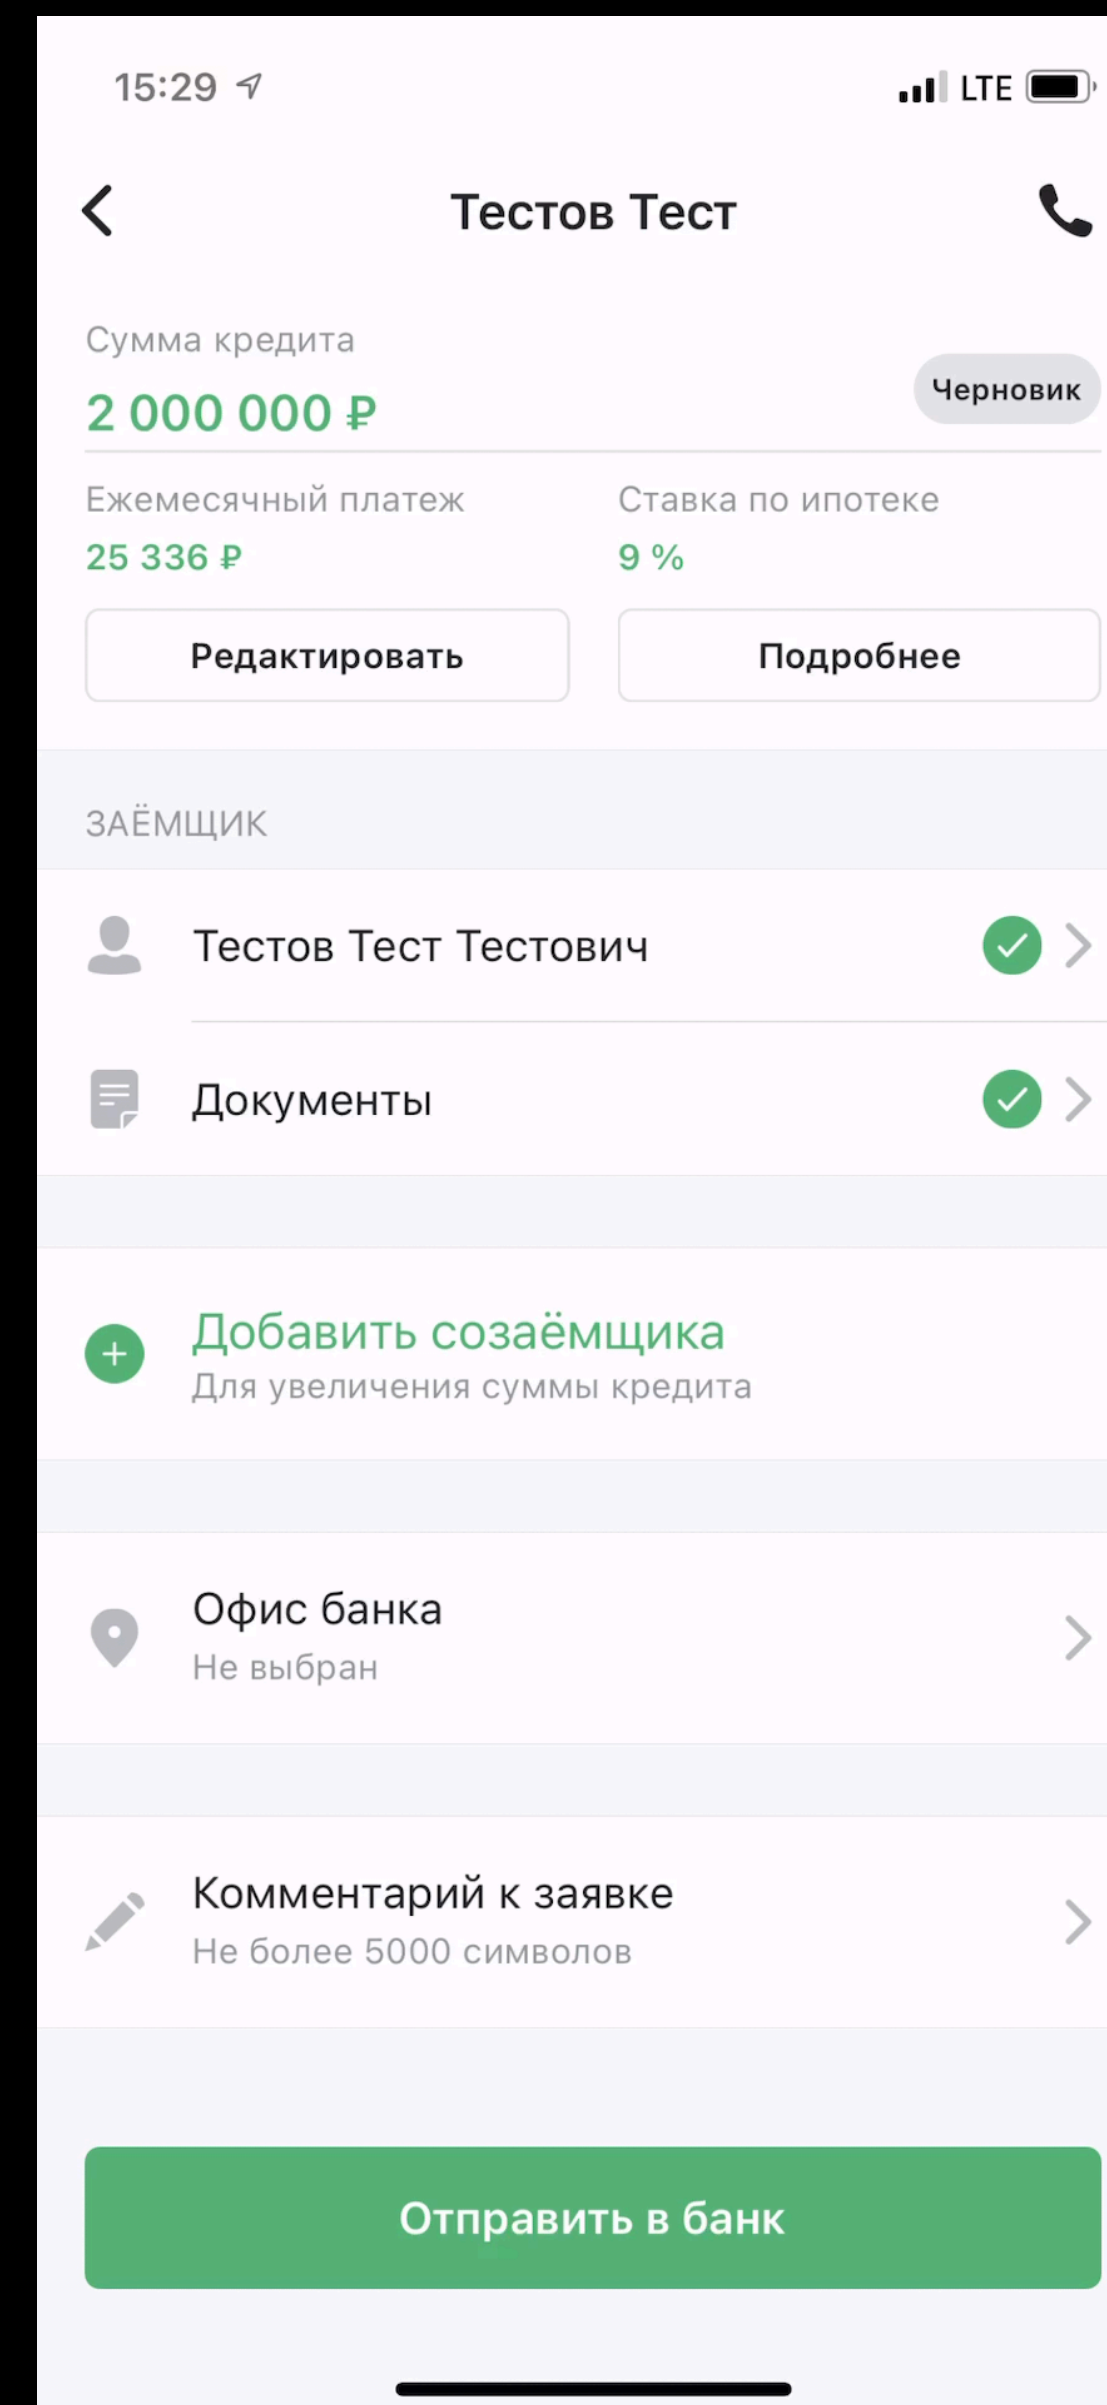 15:29
LTE
Тестов Тест
Сумма кредита
2 000 000 ₽
Черновик
Ежемесячный платеж
Ставка по ипотеке
25 336 ₽
9 %
Редактировать
Подробнее
ЗАЁМЩИК
Тестов Тест Тестович
Документы
Добавить созаёмщика
Для увеличения суммы кредита
Офис банка
Не выбран
Комментарий к заявке
Не более 5000 символов
Отправить в банк